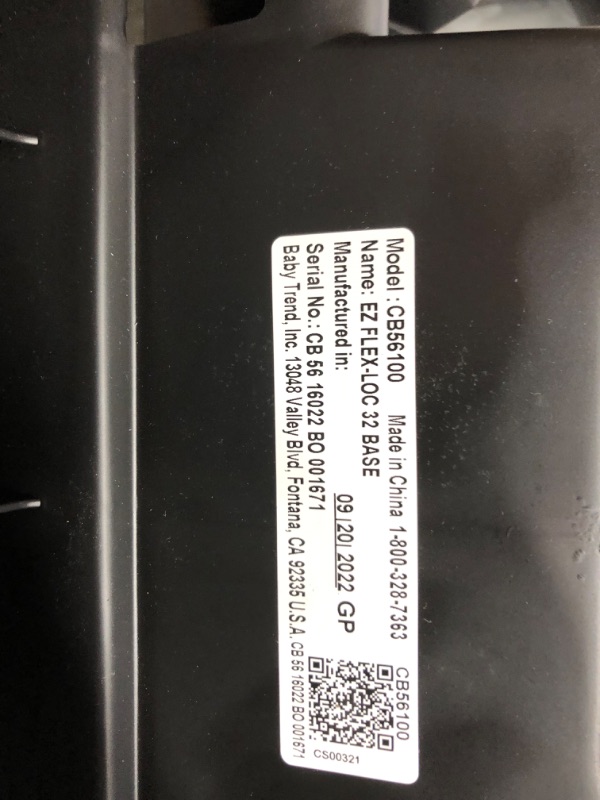 Model : CB56100 Made in China 1-800-328-7363
Name: EZ FLEX-LOC 32 BASE
Manufactured in: 09|20| 2022 GP
Serial No.: CB 56 16022 BO 001671
Baby Trend, Inc. 13048 Valley Blvd, Fontana, CA 92335 U.S.A. CB 56 16022 BO 001671
CB56100
CS00321